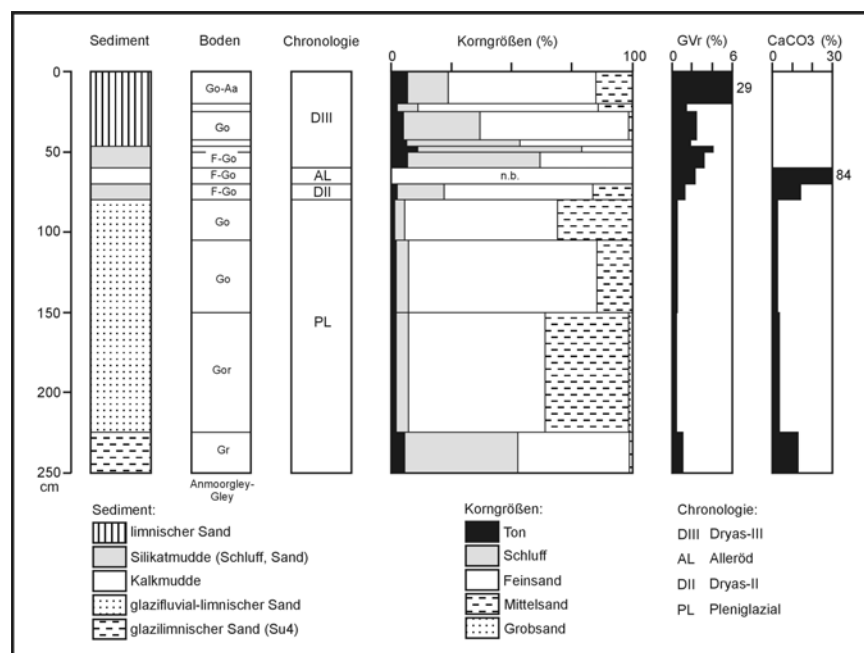 Sediment Boden Chronologie Korngrößen (%) GVr (%) CaCO3 (%)
0 100 0 6 0 30
0
50
100
150
200
250
cm
Go-Aa
Go
F-Go
F-Go
F-Go
Go
Go
Gor
Gr
Anmoorgley-
Gley
DIII
AL
DII
PL
n.b.
29
84
Sediment:
limnischer Sand
Silikatmudde (Schluff, Sand)
Kalkmudde
glazifluvial-limnischer Sand
glazilimnischer Sand (Su4)
Korngrößen:
Ton
Schluff
Feinsand
Mittelsand
Grobsand
Chronologie:
DIII Dryas-III
AL Alleröd
DII Dryas-II
PL Pleniglazial